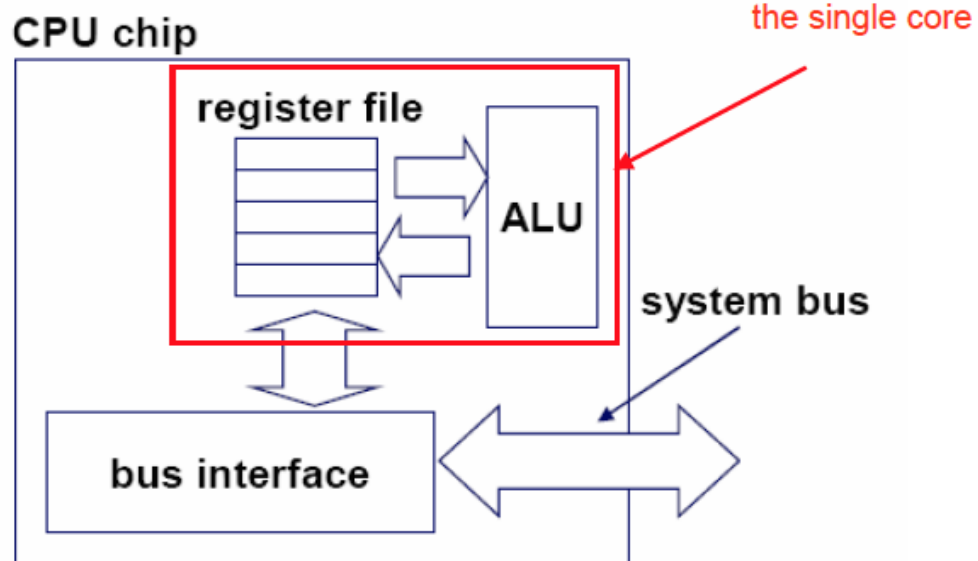 the single core
CPU chip
register file
ALU
system bus
bus interface